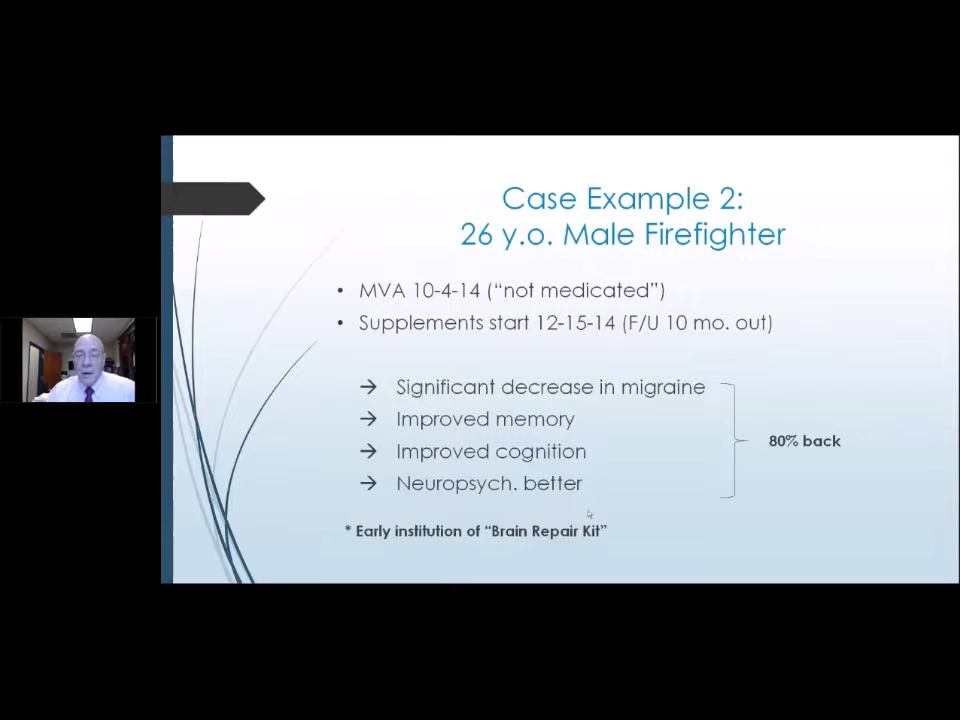 Case Example 2:
26 y.o. Male Firefighter
• MVA 10-4-14 (“not medicated”)
• Supplements start 12-15-14 (F/U 10 mo. out)
→ Significant decrease in migraine
→ Improved memory
→ Improved cognition
→ Neuropsych. better
80% back
* Early institution of “Brain Repair Kit”